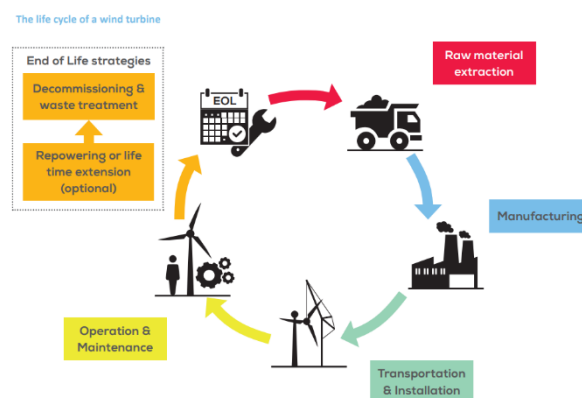 The life cycle of a wind turbine
End of Life strategies
Decommissioning &
waste treatment
Repowering or life
time extension
(optional)
EOL
Raw material
extraction
Manufacturing
Transportation
& Installation
Operation &
Maintenance